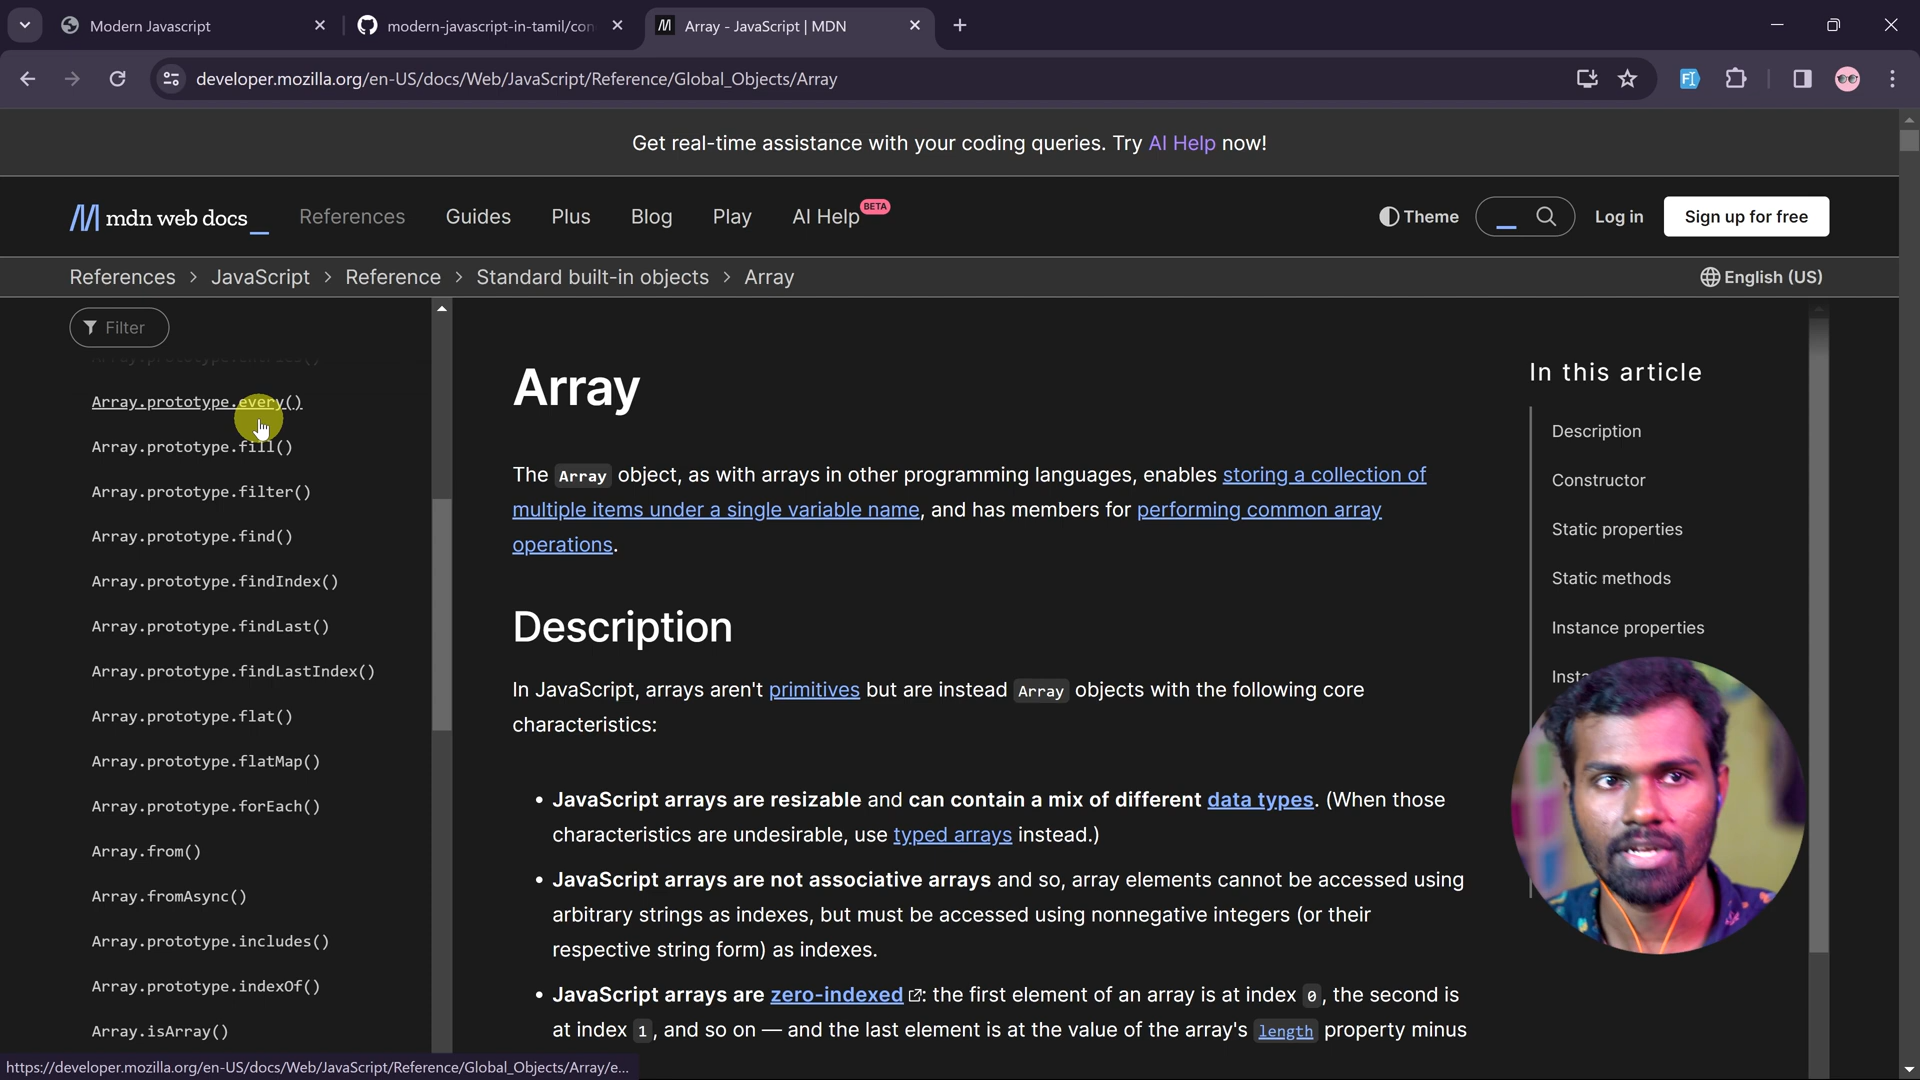 Modern Javascript
modern-javascript-in-tamil/con
Array - JavaScript | MDN
developer.mozilla.org/en-US/docs/Web/JavaScript/Reference/Global_Objects/Array
Get real-time assistance with your coding queries. Try AI Help now!
mdn web docs_
References
Guides
Plus
Blog
Play
AI Help BETA
Theme
Log in
Sign up for free
References > JavaScript > Reference > Standard built-in objects > Array
English (US)
Filter
Array.prototype.entries()
Array.prototype.every()
Array.prototype.fill()
Array.prototype.filter()
Array.prototype.find()
Array.prototype.findIndex()
Array.prototype.findLast()
Array.prototype.findLastIndex()
Array.prototype.flat()
Array.prototype.flatMap()
Array.prototype.forEach()
Array.from()
Array.fromAsync()
Array.prototype.includes()
Array.prototype.indexOf()
Array.isArray()
Array
The Array object, as with arrays in other programming languages, enables storing a collection of
multiple items under a single variable name, and has members for performing common array
operations.
Description
In JavaScript, arrays aren't primitives but are instead Array objects with the following core
characteristics:
• JavaScript arrays are resizable and can contain a mix of different data types. (When those
characteristics are undesirable, use typed arrays instead.)
• JavaScript arrays are not associative arrays and so, array elements cannot be accessed using
arbitrary strings as indexes, but must be accessed using nonnegative integers (or their
respective string form) as indexes.
• JavaScript arrays are zero-indexed: the first element of an array is at index 0, the second is
at index 1, and so on — and the last element is at the value of the array's length property minus
In this article
Description
Constructor
Static properties
Static methods
Instance properties
Insta
https://developer.mozilla.org/en-US/docs/Web/JavaScript/Reference/Global_Objects/Array/e...